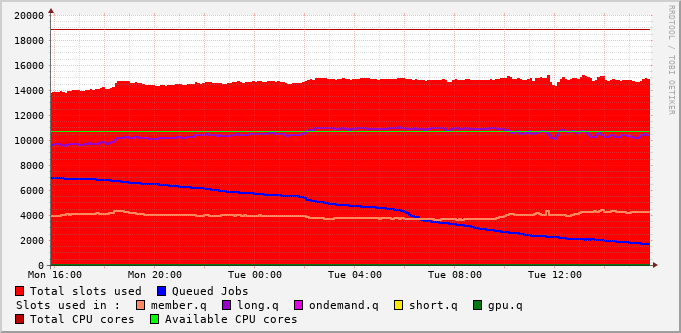 20000
18000
16000
14000
12000
10000
8000
6000
4000
2000
0
Mon 16:00 Mon 20:00 Tue 00:00 Tue 04:00 Tue 08:00 Tue 12:00
Total slots used Queued Jobs
Slots used in : member.q long.q ondemand.q short.q gpu.q
Total CPU cores Available CPU cores
RRDTOOL / TOBI OETIKER